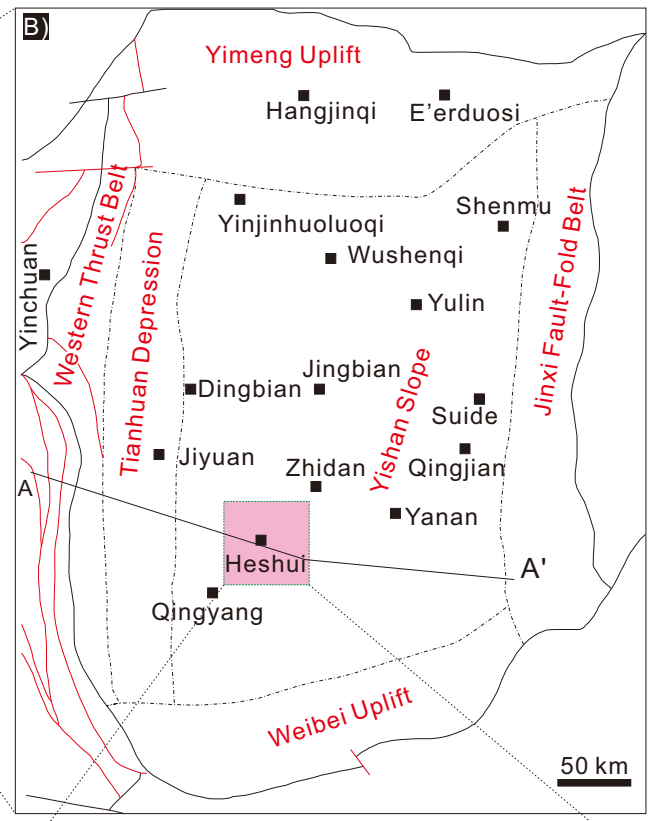 B)
Yimeng Uplift
Hangjinqi
E'erduosi
Western Thrust Belt
Yinjinhuoluoqi
Shenmu
Wushenqi
Yinchuan
Tianhuan Depression
Yulin
Jinxi Fault-Fold Belt
Dingbian
Jingbian
Yishan Slope
Suide
Jiyuan
Zhidan
Qingjian
A
Yanan
Heshui
A'
Qingyang
Weibei Uplift
50 km